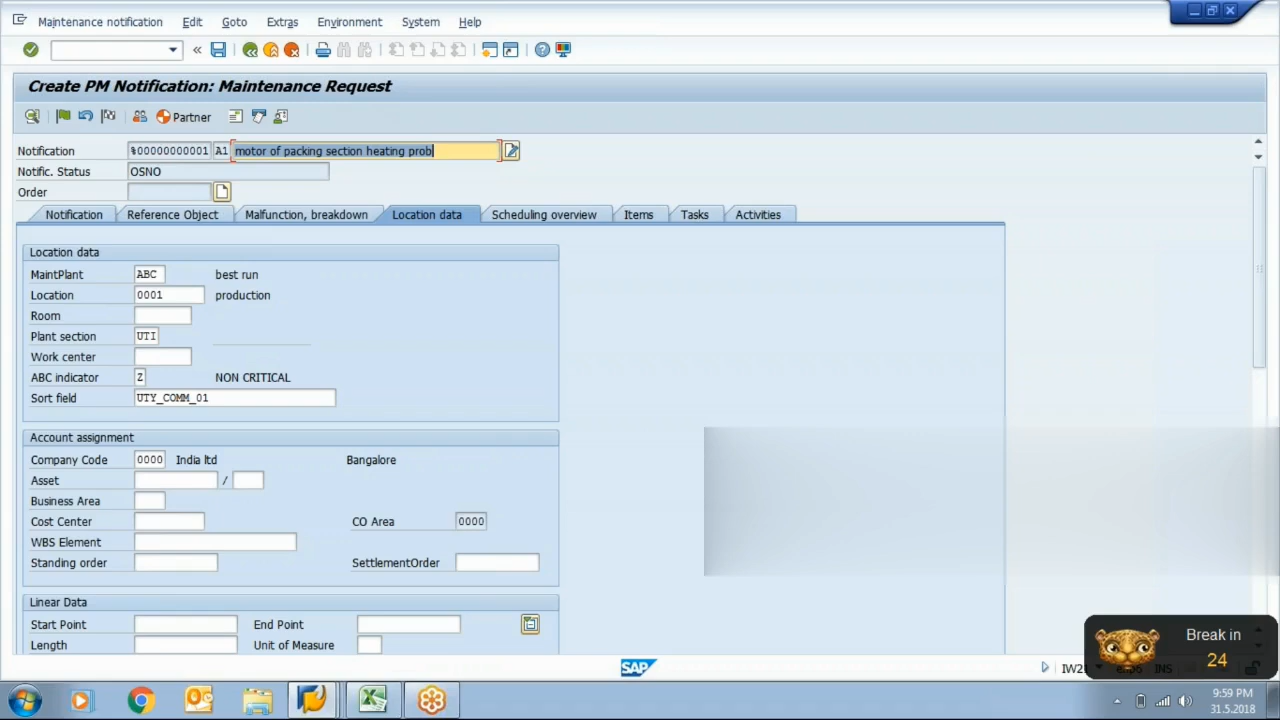 Maintenance notification Edit Goto Extras Environment System Help
Create PM Notification: Maintenance Request
Partner
Notification %00000000001 A1 motor of packing section heating prob
Notific. Status OSNO
Order
Notification Reference Object Malfunction, breakdown Location data Scheduling overview Items Tasks Activities
Location data
MaintPlant ABC best run
Location 0001 production
Room
Plant section UTI
Work center
ABC indicator Z NON CRITICAL
Sort field UTY_COMM_01
Account assignment
Company Code 0000 India ltd Bangalore
Asset /
Business Area
Cost Center CO Area 0000
WBS Element
Standing order SettlementOrder
Linear Data
Start Point End Point
Length Unit of Measure
Break in
24
SAP
INS
9:59 PM
31.5.2018